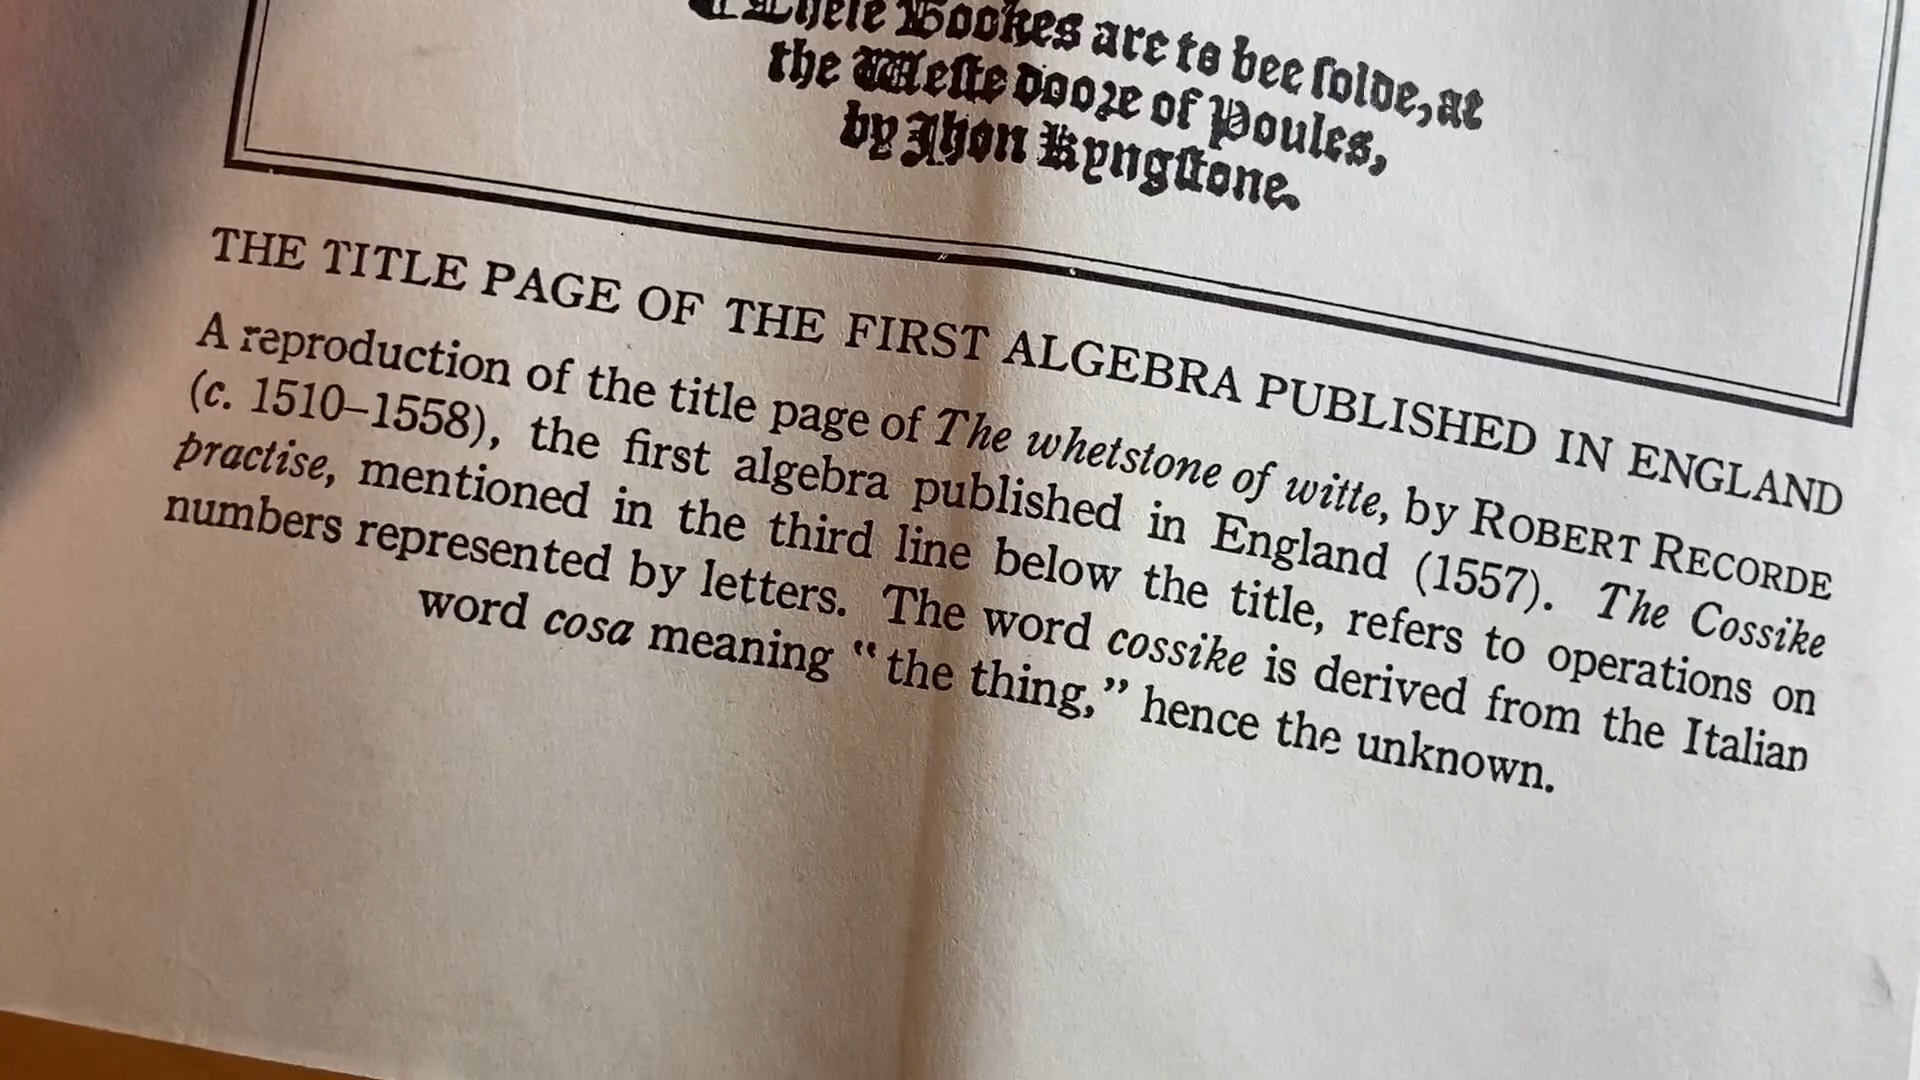 ¶ These Bookes are to bee solde, at
the Weste doore of Poules,
by Jhon Kyngstone.
THE TITLE PAGE OF THE FIRST ALGEBRA PUBLISHED IN ENGLAND
A reproduction of the title page of The whetstone of witte, by ROBERT RECORDE
(c. 1510–1558), the first algebra published in England (1557). The Cossike
practise, mentioned in the third line below the title, refers to operations on
numbers represented by letters. The word cossike is derived from the Italian
word cosa meaning "the thing," hence the unknown.